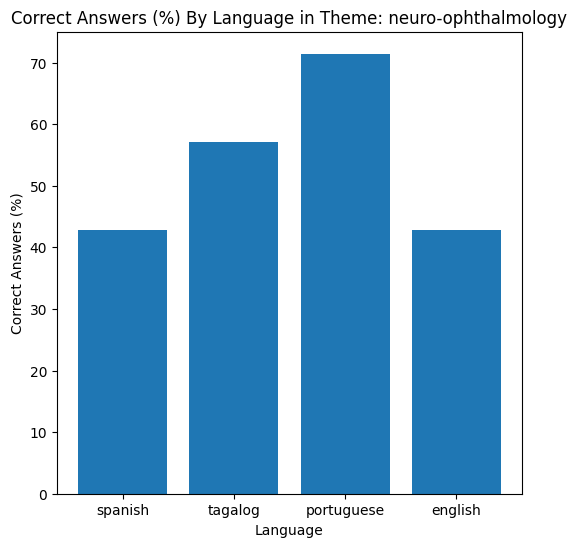 Correct Answers (%) By Language in Theme: neuro-ophthalmology
Correct Answers (%)
70
60
50
40
30
20
10
0
spanish tagalog portuguese english
Language